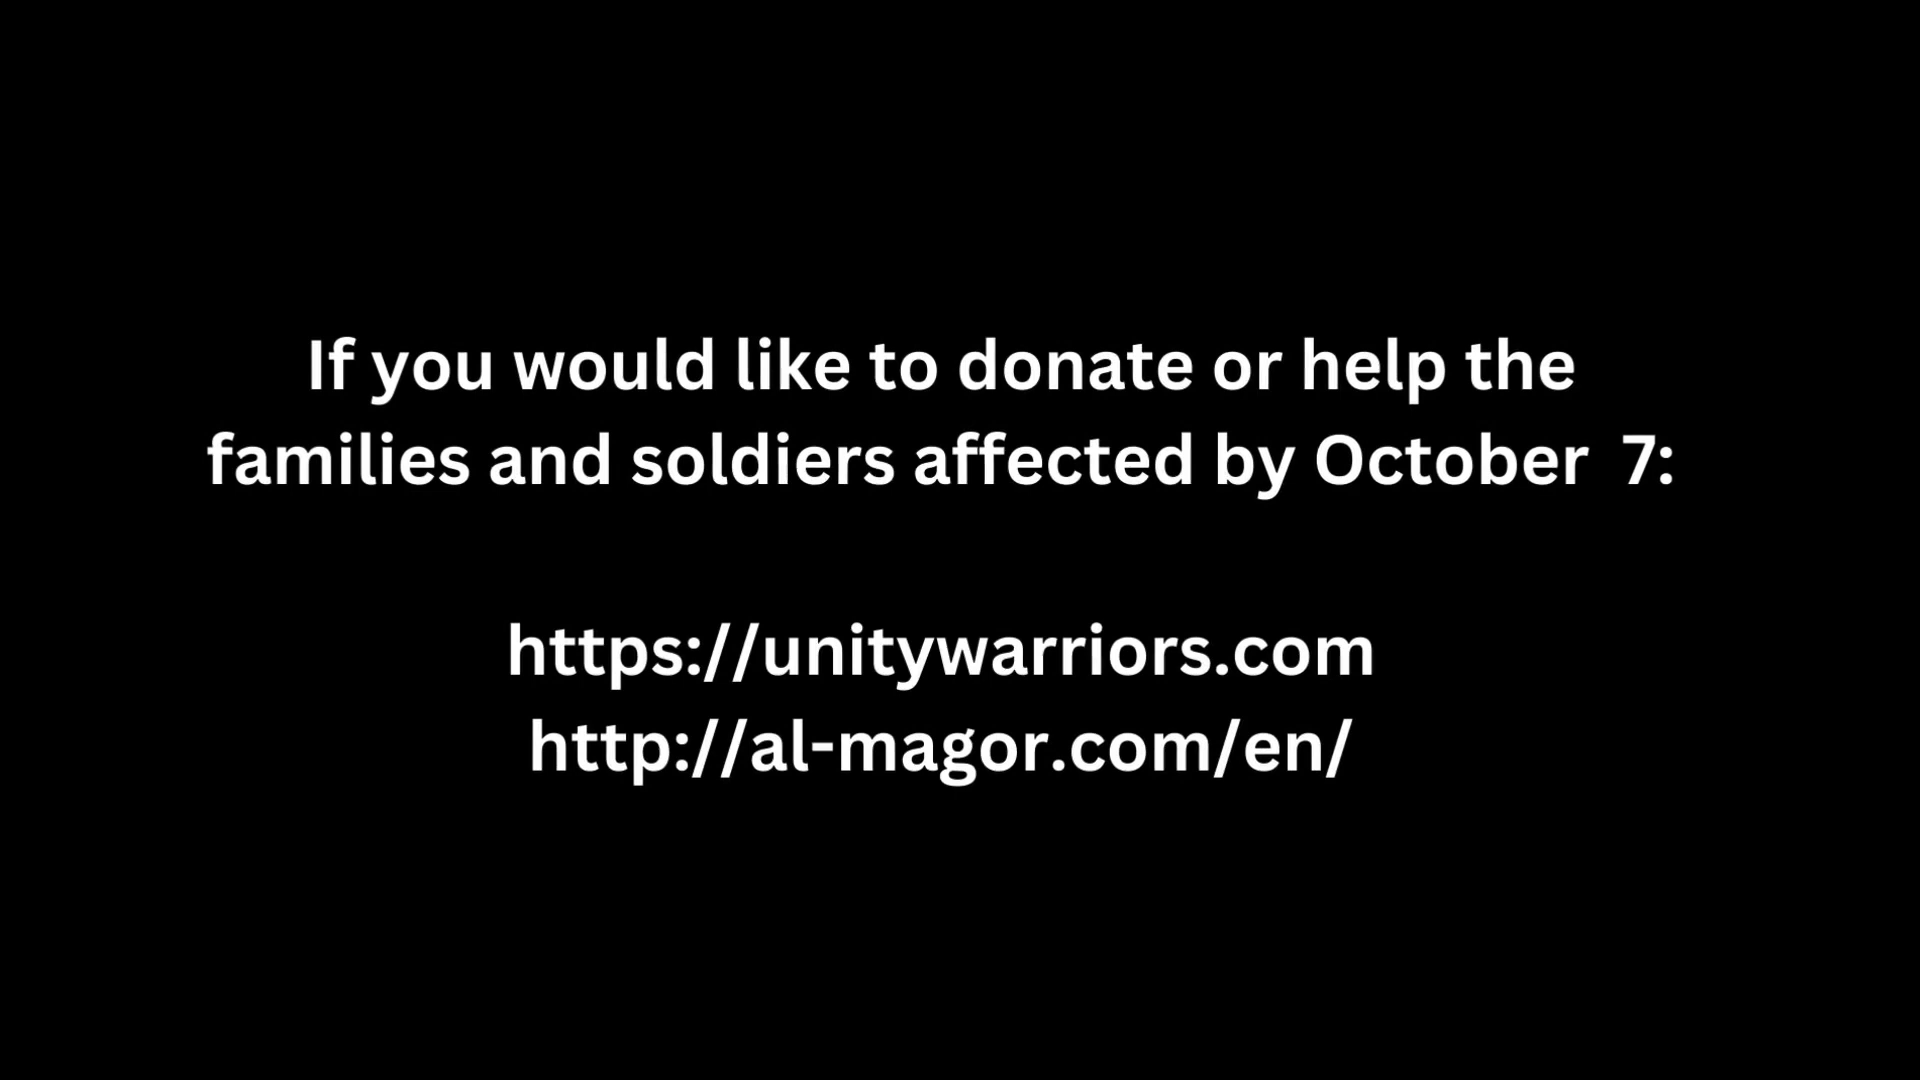 If you would like to donate or help the
families and soldiers affected by October  7:
https://unitywarriors.com
http://al-magor.com/en/